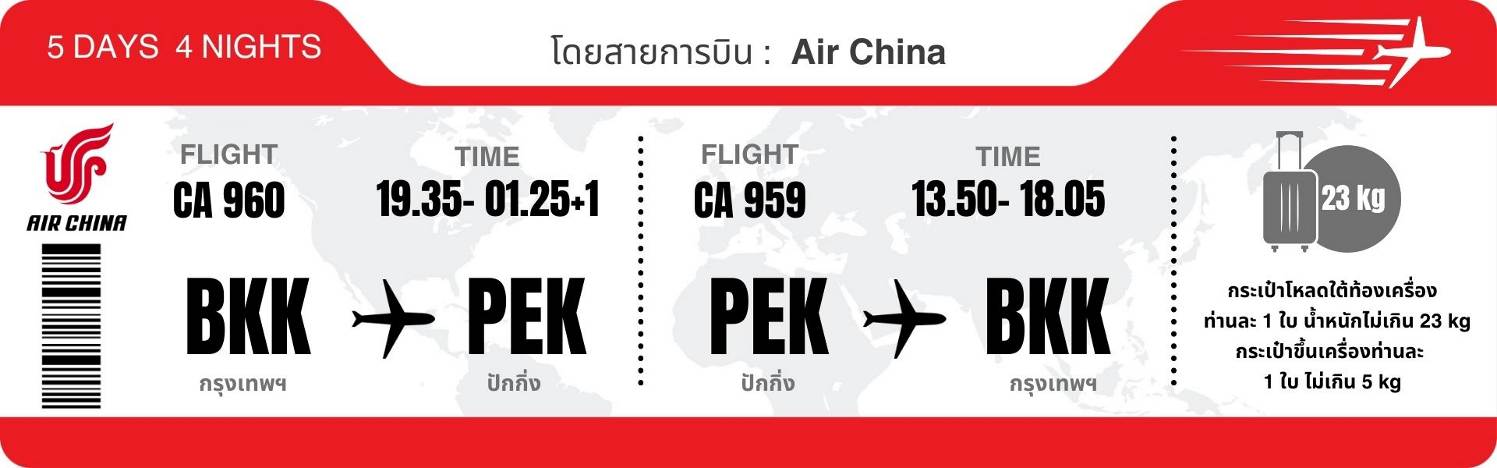 5 DAYS 4 NIGHTS
โดยสายการบิน : Air China
AIR CHINA
FLIGHT
CA 960
TIME
19.35- 01.25+1
BKK
PEK
กรุงเทพฯ
ปักกิ่ง
FLIGHT
CA 959
TIME
13.50- 18.05
PEK
BKK
ปักกิ่ง
กรุงเทพฯ
23 kg
กระเป๋าโหลดใต้ท้องเครื่อง
ท่านละ 1 ใบ น้ำหนักไม่เกิน 23 kg
กระเป๋าขึ้นเครื่องท่านละ
1 ใบ ไม่เกิน 5 kg